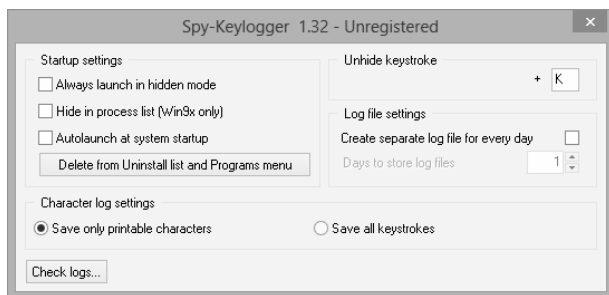 Spy-Keylogger 1.32 - Unregistered
Startup settings
Always launch in hidden mode
Hide in process list (Win9x only)
Autolaunch at system startup
Delete from Uninstall list and Programs menu
Unhide keystroke
+ K
Log file settings
Create separate log file for every day
Days to store log files 1
Character log settings
Save only printable characters
Save all keystrokes
Check logs...